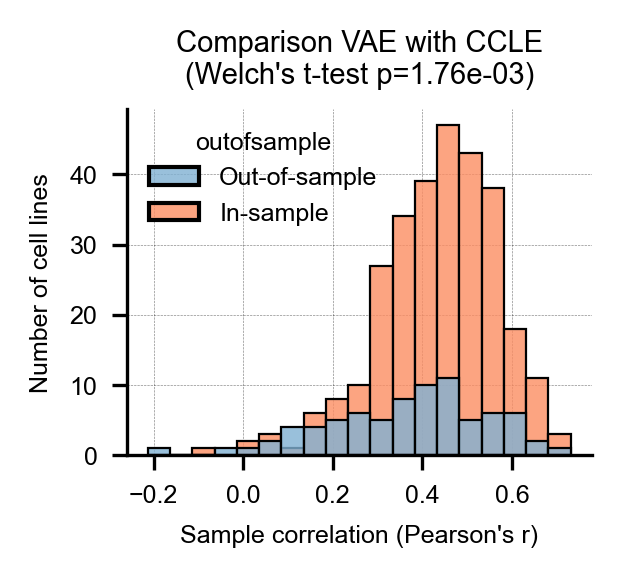 Comparison VAE with CCLE
(Welch's t-test p=1.76e-03)
outofsample
Out-of-sample
In-sample
Number of cell lines
40
30
20
10
0
−0.2 0.0 0.2 0.4 0.6
Sample correlation (Pearson's r)